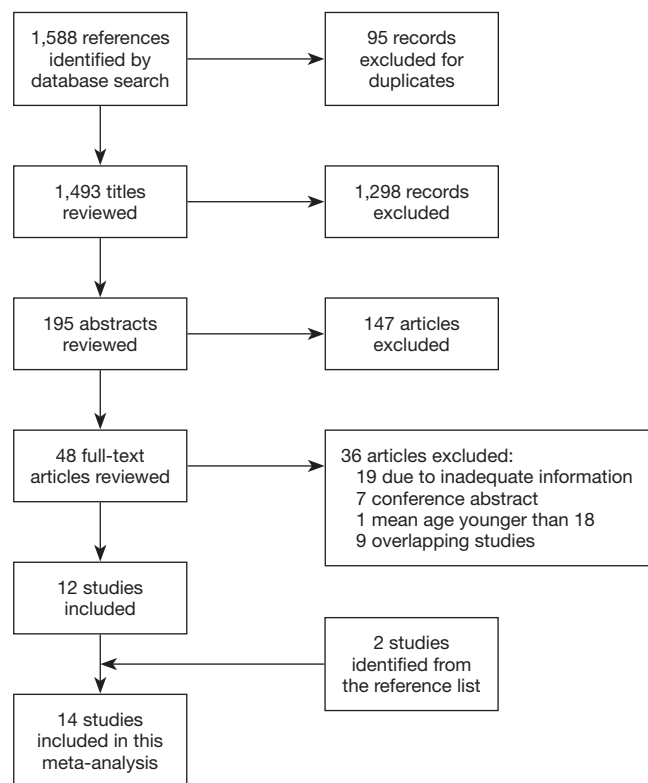 1,588 references
identified by
database search
95 records
excluded for
duplicates
1,493 titles
reviewed
1,298 records
excluded
195 abstracts
reviewed
147 articles
excluded
48 full-text
articles reviewed
36 articles excluded:
19 due to inadequate information
7 conference abstract
1 mean age younger than 18
9 overlapping studies
12 studies
included
2 studies
identified from
the reference list
14 studies
included in this
meta-analysis